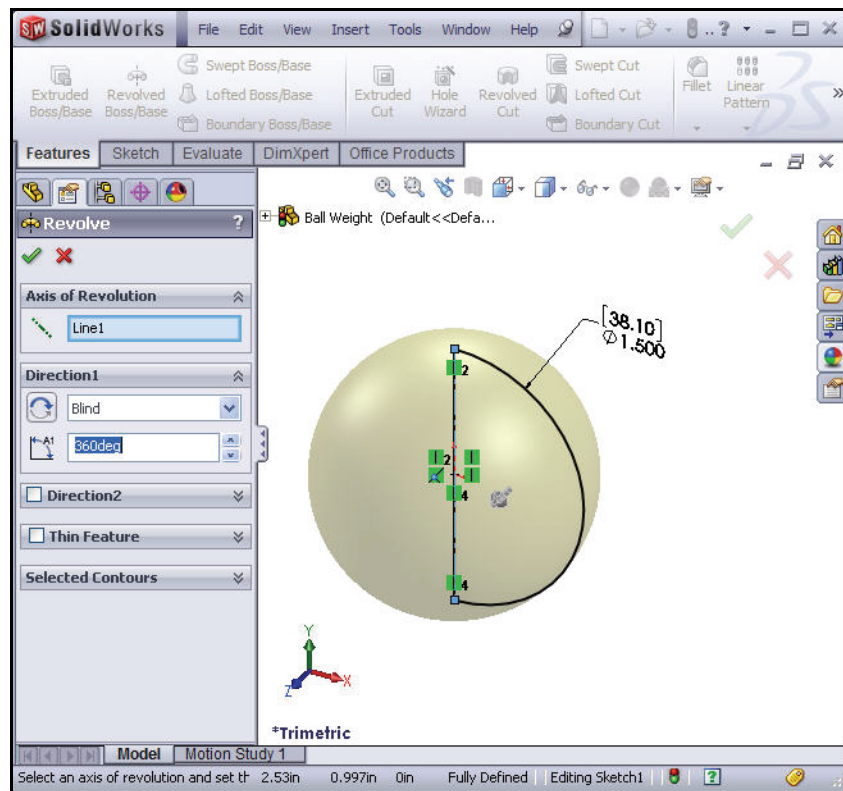 SolidWorks File Edit View Insert Tools Window Help
Extruded Boss/Base
Revolved Boss/Base
Swept Boss/Base
Lofted Boss/Base
Boundary Boss/Base
Extruded Cut
Hole Wizard
Revolved Cut
Swept Cut
Lofted Cut
Boundary Cut
Fillet
Linear Pattern
Features Sketch Evaluate DimXpert Office Products
Revolve ?
Ball Weight (Default<<Defa...
Axis of Revolution
Line1
Direction1
Blind
A1
360deg
Direction2
Thin Feature
Selected Contours
[38.10]
∅1.500
2
2
4
4
Y
X
Z
*Trimetric
Model Motion Study 1
Select an axis of revolution and set th 2.53in 0.997in 0in Fully Defined Editing Sketch1 ?